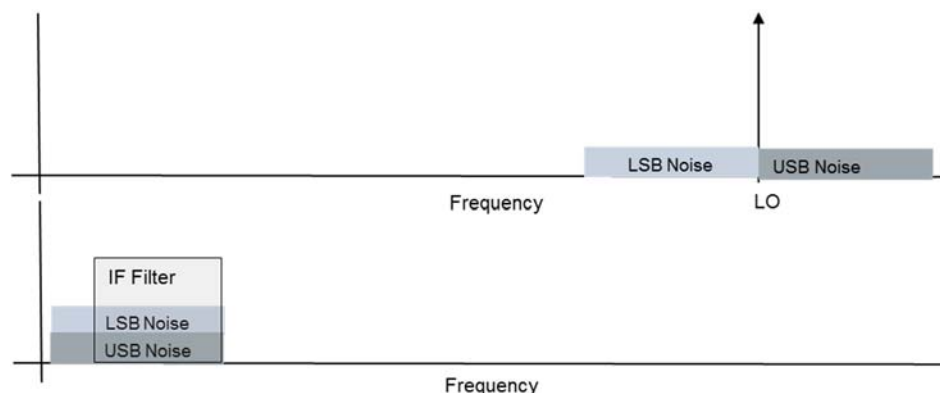 LSB Noise
USB Noise
Frequency
LO
IF Filter
LSB Noise
USB Noise
Frequency